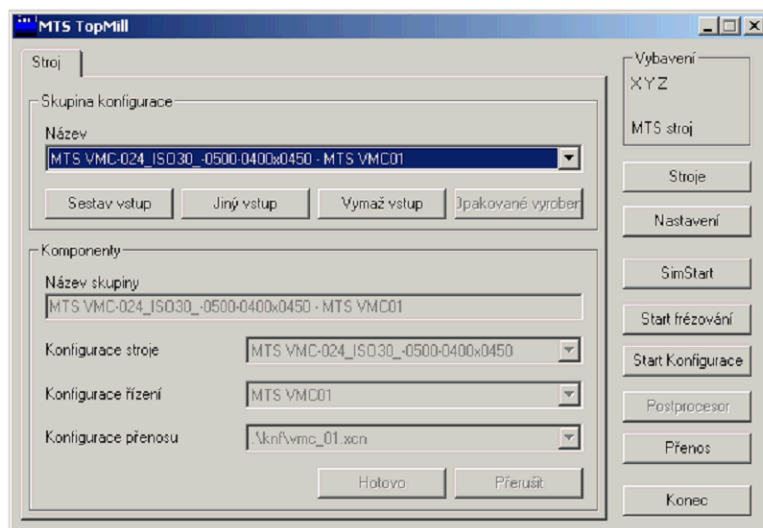 MTS TopMill
Stroj
Skupina konfigurace
Název
MTS VMC-024_ISO30_-0500-0400x0450 - MTS VMC01
Sestav vstup
Jiný vstup
Vymaž vstup
Opakované vyroben
Komponenty
Název skupiny
MTS VMC-024_ISO30_-0500-0400x0450 - MTS VMC01
Konfigurace stroje
MTS VMC-024_ISO30_-0500-0400x0450
Konfigurace řízení
MTS VMC01
Konfigurace přenosu
.\knf\vmc_01.xcn
Hotovo
Přerušit
Vybavení
XYZ
MTS stroj
Stroje
Nastavení
SimStart
Start frézování
Start Konfigurace
Postprocesor
Přenos
Konec